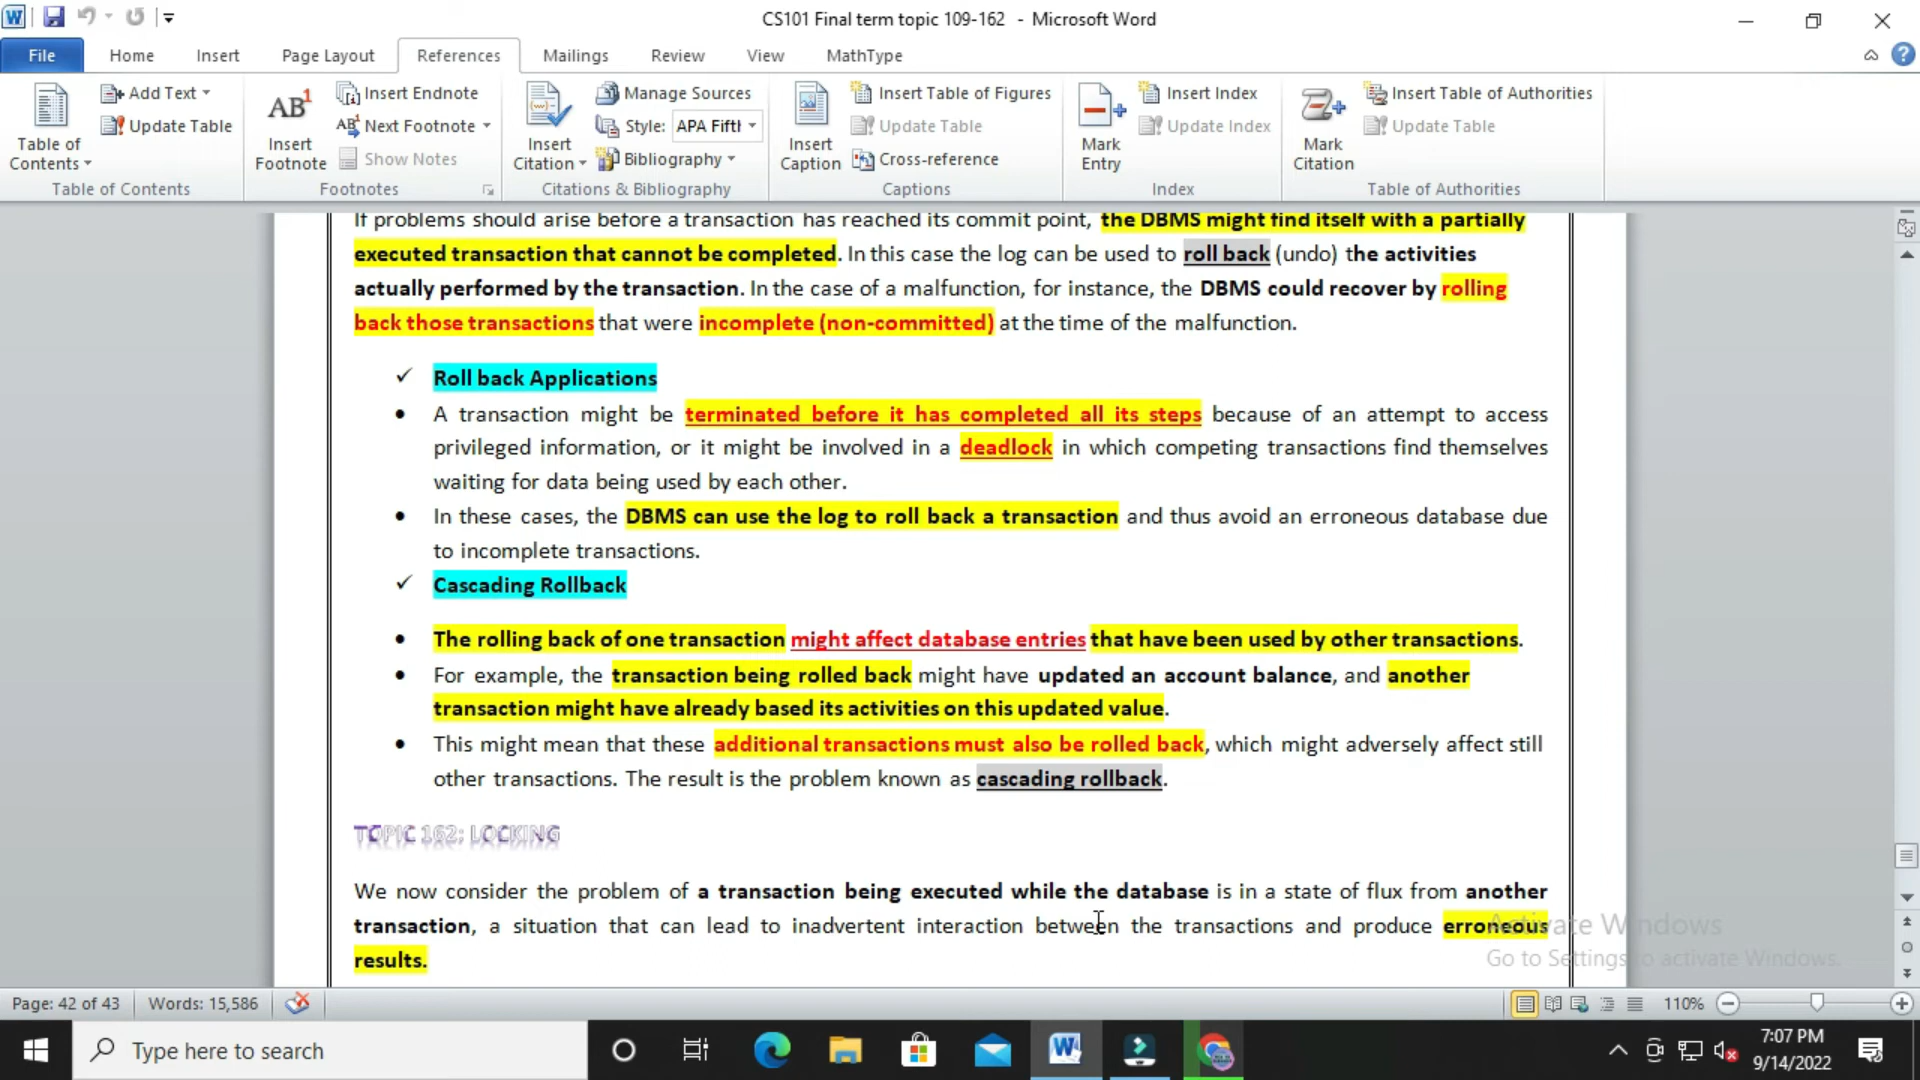 CS101 Final term topic 109-162 - Microsoft Word
File Home Insert Page Layout References Mailings Review View MathType
Table of Contents
Add Text
Update Table
Table of Contents
AB1
Insert Footnote
Insert Endnote
Next Footnote
Show Notes
Footnotes
Insert Citation
Manage Sources
Style: APA Fift
Bibliography
Citations & Bibliography
Insert Caption
Insert Table of Figures
Update Table
Cross-reference
Captions
Mark Entry
Insert Index
Update Index
Index
Mark Citation
Insert Table of Authorities
Update Table
Table of Authorities
If problems should arise before a transaction has reached its commit point, the DBMS might find itself with a partially
executed transaction that cannot be completed. In this case the log can be used to roll back (undo) the activities
actually performed by the transaction. In the case of a malfunction, for instance, the DBMS could recover by rolling
back those transactions that were incomplete (non-committed) at the time of the malfunction.
✓ Roll back Applications
• A transaction might be terminated before it has completed all its steps because of an attempt to access
privileged information, or it might be involved in a deadlock in which competing transactions find themselves
waiting for data being used by each other.
• In these cases, the DBMS can use the log to roll back a transaction and thus avoid an erroneous database due
to incomplete transactions.
✓ Cascading Rollback
• The rolling back of one transaction might affect database entries that have been used by other transactions.
• For example, the transaction being rolled back might have updated an account balance, and another
transaction might have already based its activities on this updated value.
• This might mean that these additional transactions must also be rolled back, which might adversely affect still
other transactions. The result is the problem known as cascading rollback.
TOPIC 162: LOCKING
We now consider the problem of a transaction being executed while the database is in a state of flux from another
transaction, a situation that can lead to inadvertent interaction between the transactions and produce erroneous
results.
Activate Windows
Go to Settings to activate Windows.
Page: 42 of 43 Words: 15,586 110%
Type here to search
7:07 PM
9/14/2022